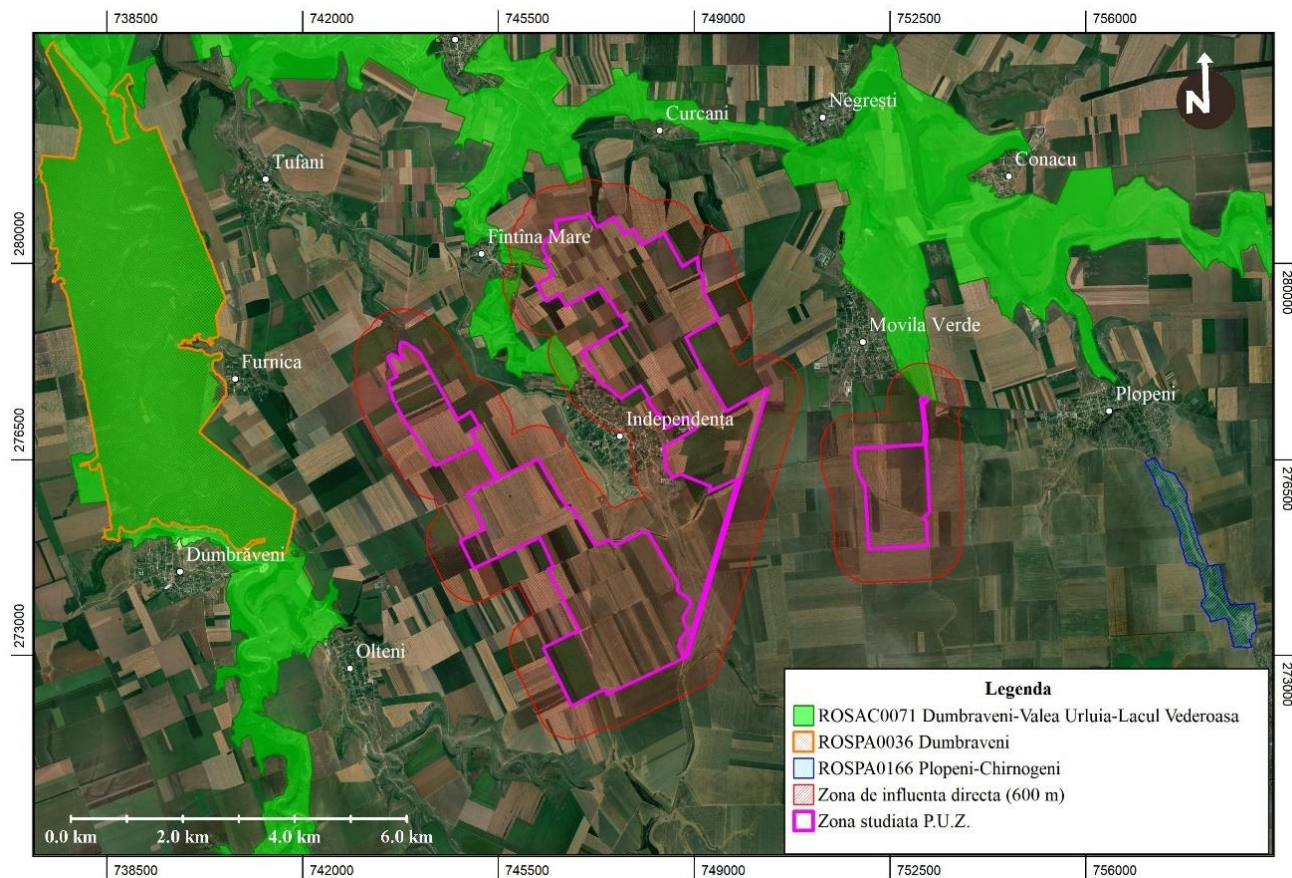 738500 742000 745500 749000 752500 756000
N
Negrești
Curcani
Tufani
Conacu
280000
Fîntîna Mare
280000
Movila Verde
Furnica
Plopeni
Independența
276500
276500
Dumbrăveni
Olteni
273000
273000
Legenda
ROSAC0071 Dumbraveni-Valea Urluia-Lacul Vederoasa
ROSPA0036 Dumbraveni
ROSPA0166 Plopeni-Chirnogeni
Zona de influenta directa (600 m)
Zona studiata P.U.Z.
0.0 km 2.0 km 4.0 km 6.0 km
738500 742000 745500 749000 752500 756000